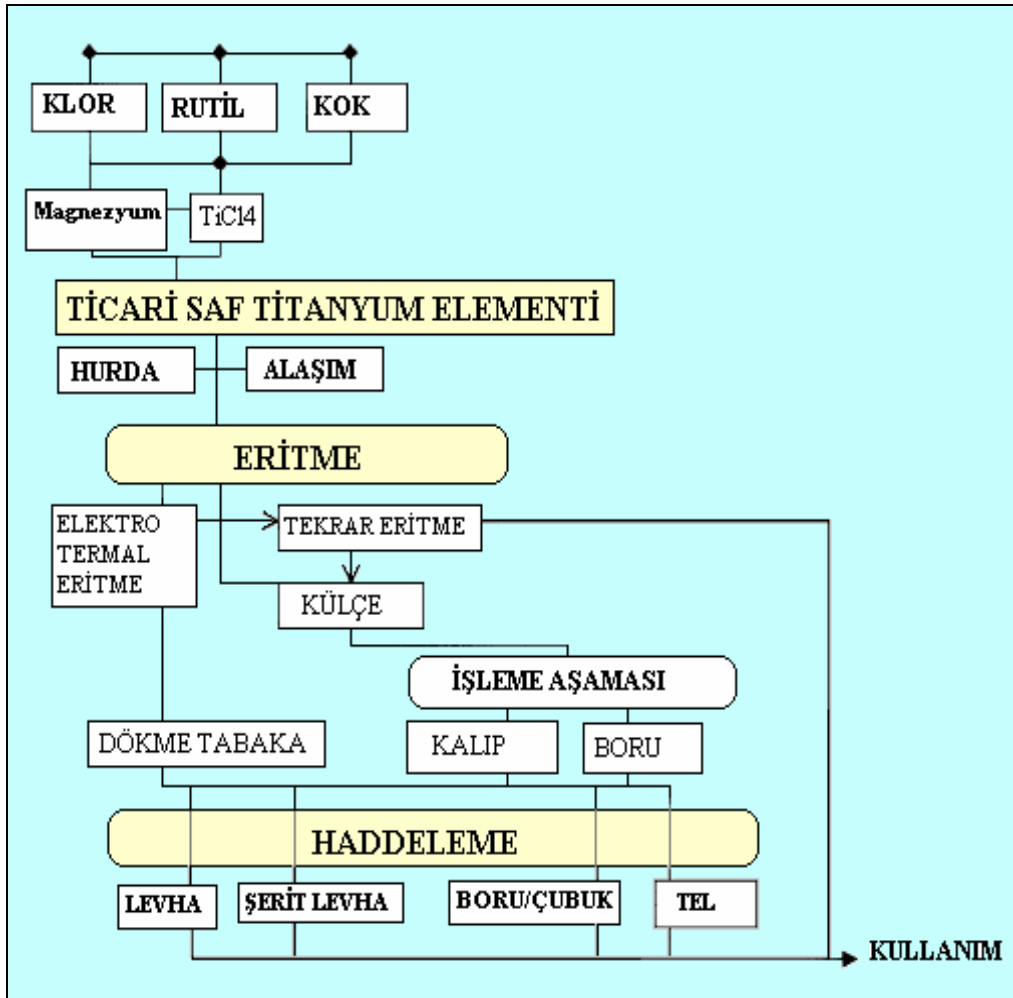 KLOR
RUTİL
KOK
Magnezyum
TiC14
TİCARİ SAF TİTANYUM ELEMENTİ
HURDA
ALAŞIM
ERİTME
ELEKTRO
TERMAL
ERİTME
TEKRAR ERİTME
KÜLÇE
İŞLEME AŞAMASI
DÖKME TABAKA
KALIP
BORU
HADDELEME
LEVHA
ŞERİT LEVHA
BORU/ÇUBUK
TEL
KULLANIM